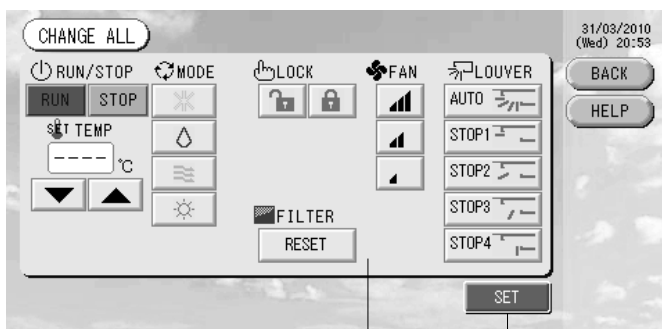 CHANGE ALL
31/03/2010
(Wed) 20:53
RUN/STOP
MODE
LOCK
FAN
LOUVER
BACK
RUN
STOP
AUTO
HELP
SET TEMP
STOP1
----°C
STOP2
STOP3
FILTER
RESET
STOP4
SET